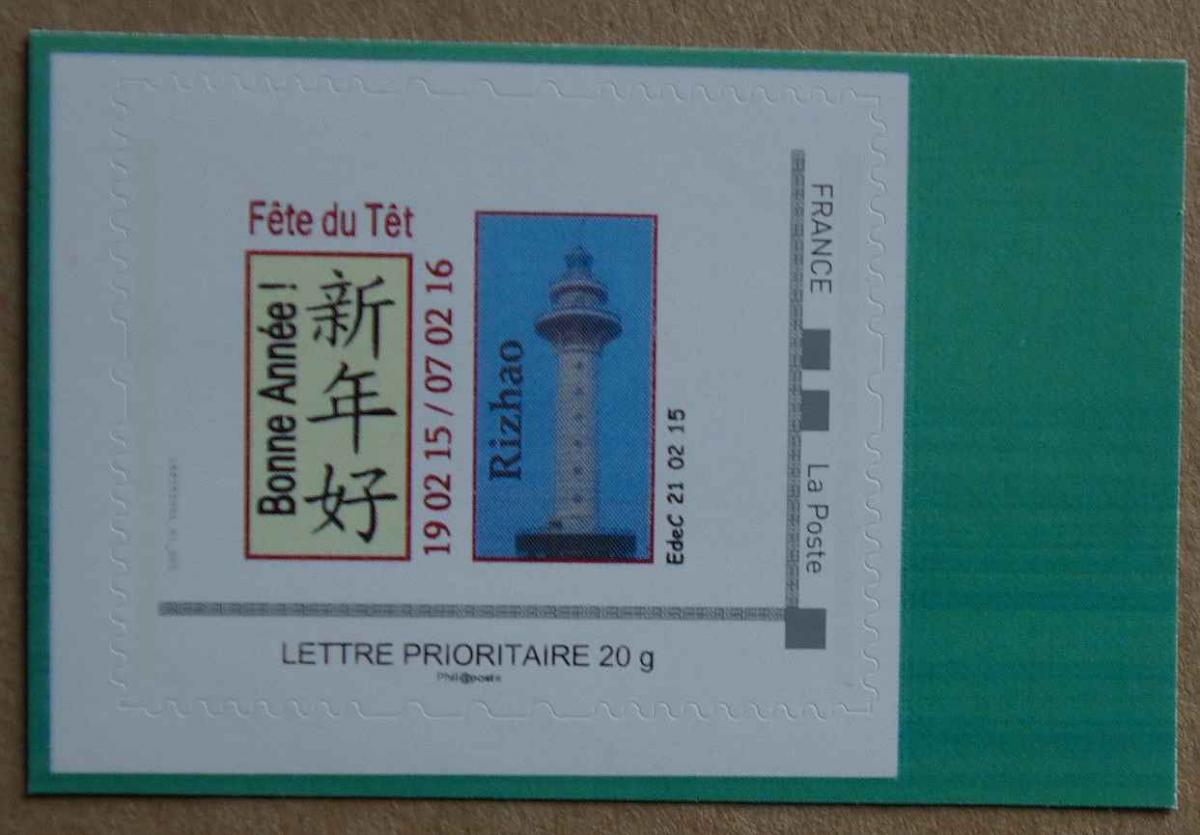 Fête du Têt
Bonne Année !
新年好
19 02 15 / 07 02 16
Rizhao
EdeC 21 02 15
FRANCE
La Poste
LETTRE PRIORITAIRE 20 g
Phil@poste